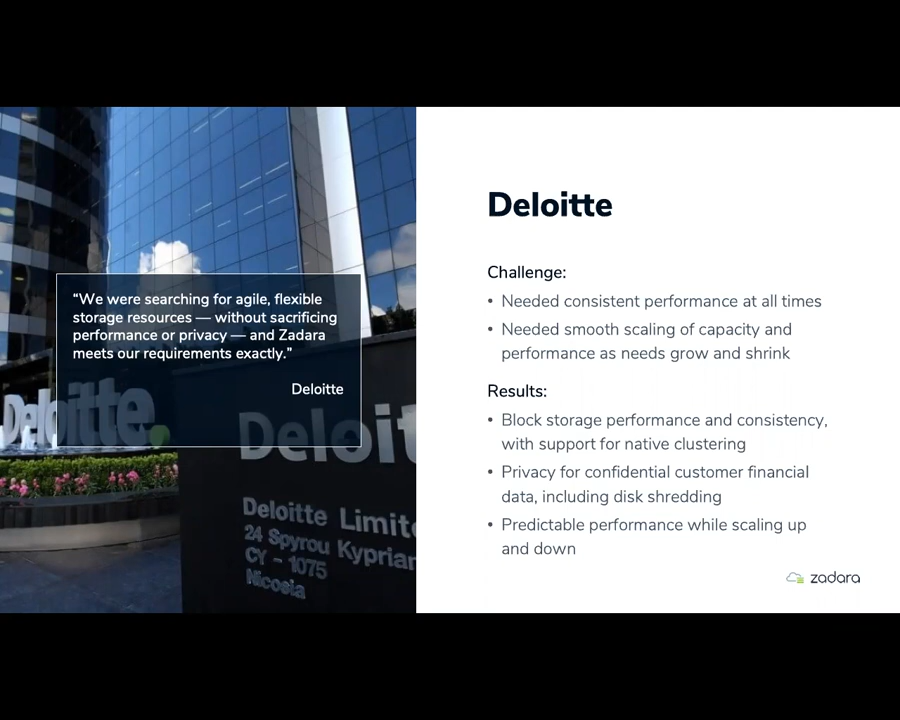 “We were searching for agile, flexible
storage resources — without sacrificing
performance or privacy — and Zadara
meets our requirements exactly.”
Deloitte
Deloitte.
Deloit
Deloitte Limit
24 Spyrou Kyprian
CY - 1075
Nicosia
Deloitte
Challenge:
• Needed consistent performance at all times
• Needed smooth scaling of capacity and
performance as needs grow and shrink
Results:
• Block storage performance and consistency,
with support for native clustering
• Privacy for confidential customer financial
data, including disk shredding
• Predictable performance while scaling up
and down
zadara